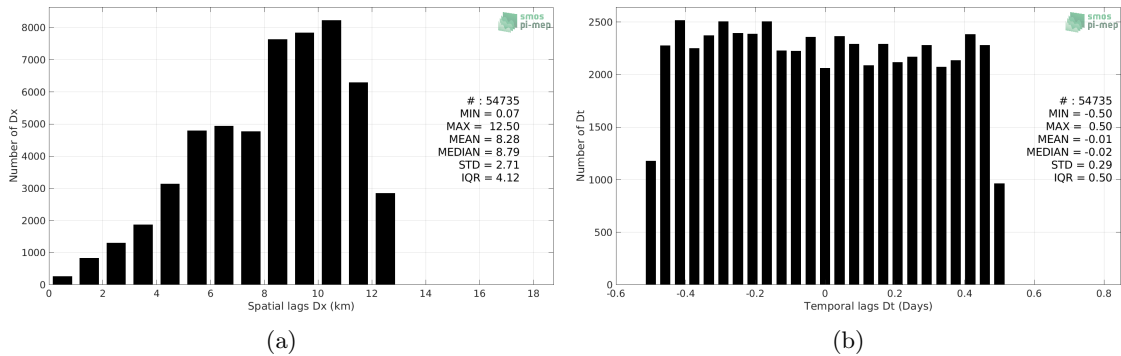 8000
7000
6000
5000
4000
3000
2000
1000
0
Number of Dx
0 2 4 6 8 10 12 14 16 18
Spatial lags Dx (km)
smos
pi-mep
# : 54735
MIN = 0.07
MAX = 12.50
MEAN = 8.28
MEDIAN = 8.79
STD = 2.71
IQR = 4.12
(a)
2500
2000
1500
1000
500
0
Number of Dt
-0.6 -0.4 -0.2 0 0.2 0.4 0.6 0.8
Temporal lags Dt (Days)
smos
pi-mep
# : 54735
MIN = -0.50
MAX = 0.50
MEAN = -0.01
MEDIAN = -0.02
STD = 0.29
IQR = 0.50
(b)